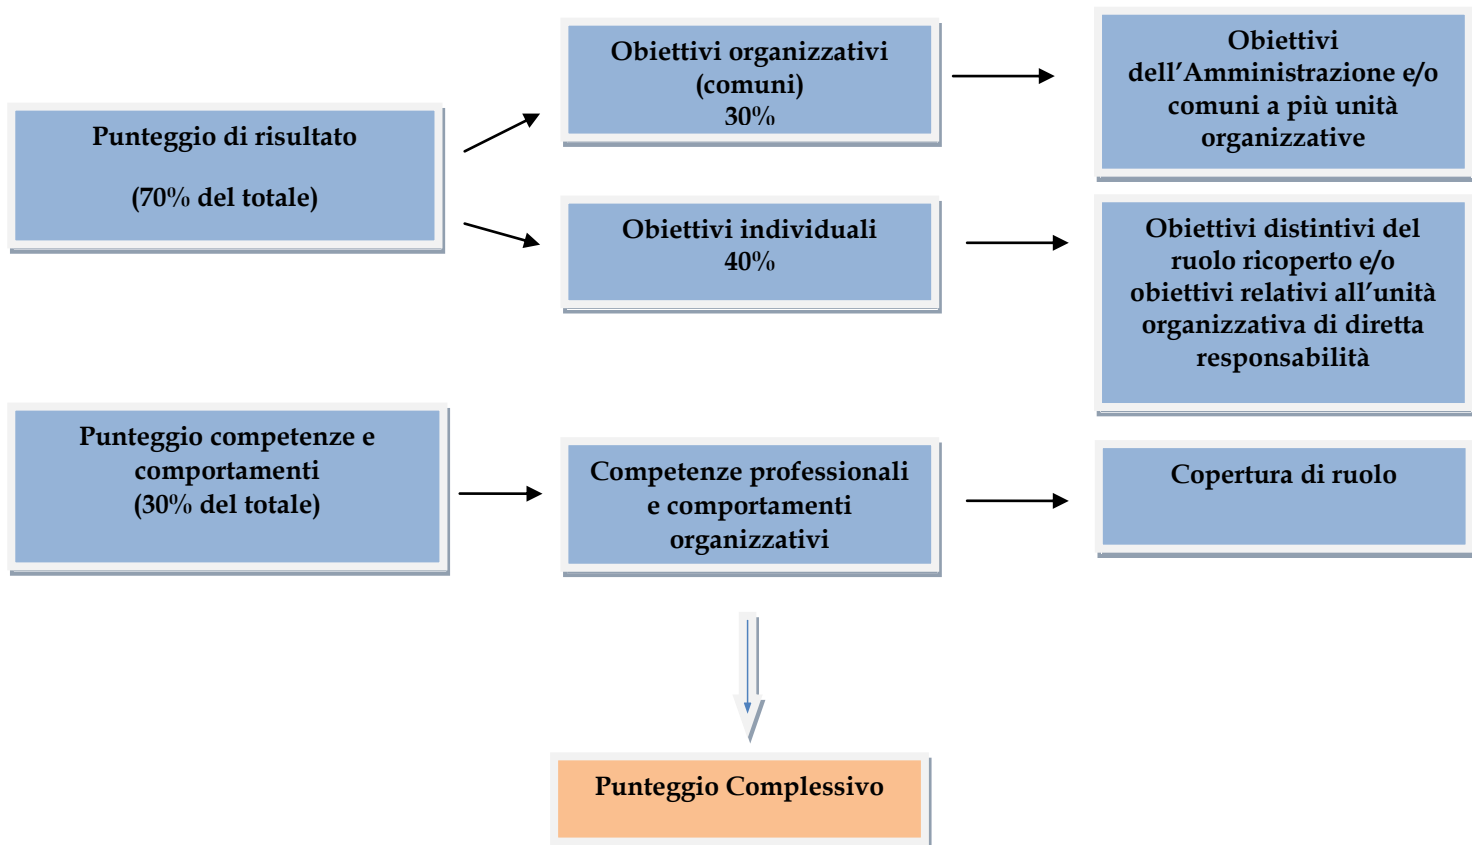 Punteggio di risultato
(70% del totale)
Obiettivi organizzativi
(comuni)
30%
Obiettivi
dell’Amministrazione e/o
comuni a più unità
organizzative
Obiettivi individuali
40%
Obiettivi distintivi del
ruolo ricoperto e/o
obiettivi relativi all’unità
organizzativa di diretta
responsabilità
Punteggio competenze e
comportamenti
(30% del totale)
Competenze professionali
e comportamenti
organizzativi
Copertura di ruolo
Punteggio Complessivo